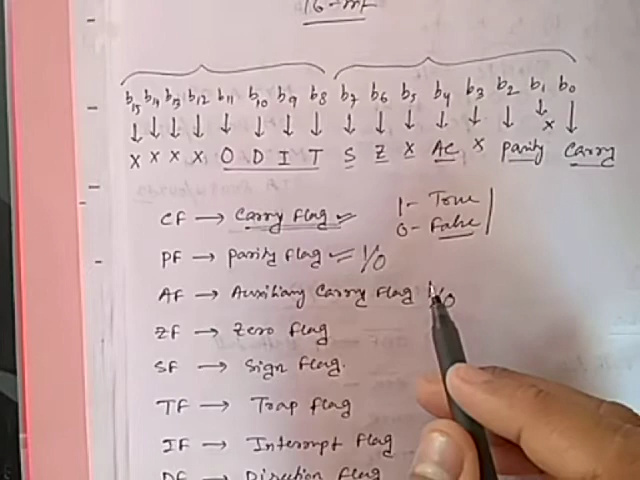 16-bit
b15 b14 b13 b12 b11 b10 b9 b8 b7 b6 b5 b4 b3 b2 b1 b0
↓ ↓ ↓ ↓ ↓ ↓ ↓ ↓ ↓ ↓ ↓ ↓ ↓ ↓ ↓ ↓
X X X X O D I T S Z X AC X Parity X Carry
CF → Carry Flag ✓ 1- True
0- False
PF → Parity flag ✓ 1/0
AF → Auxiliary Carry Flag 1/0
ZF → Zero flag
SF → Sign flag.
TF → Trap flag
IF → Interrupt flag
DF → Direction flag